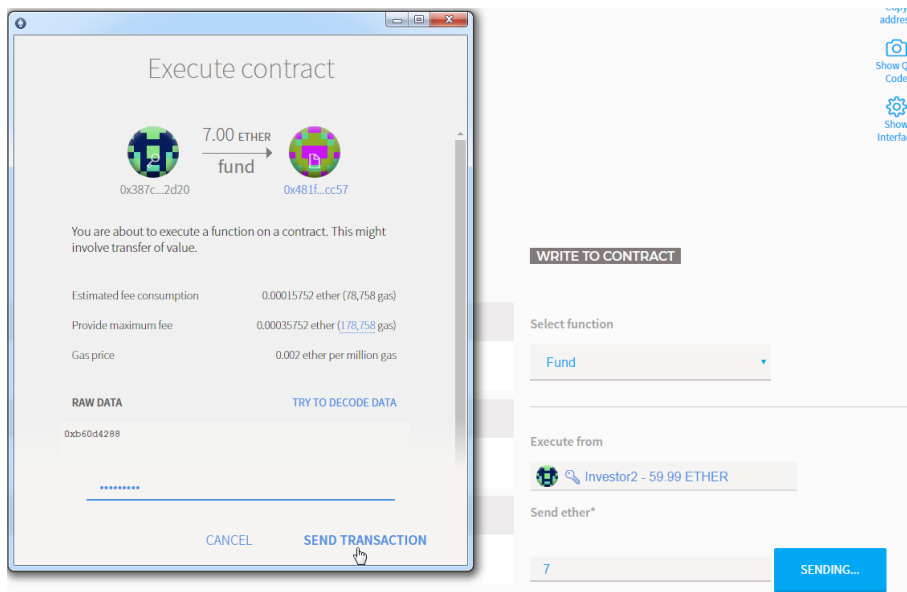 Execute contract
7.00 ETHER
fund
0x387c...2d20
0x481f...cc57
You are about to execute a function on a contract. This might
involve transfer of value.
Estimated fee consumption 0.00015752 ether (78,758 gas)
Provide maximum fee 0.00035752 ether (178,758 gas)
Gas price 0.002 ether per million gas
RAW DATA TRY TO DECODE DATA
0xb60d4288
•••••••••
CANCEL SEND TRANSACTION
Copy
addres
Show Q
Code
Show
Interfac
WRITE TO CONTRACT
Select function
Fund
Execute from
Investor2 - 59.99 ETHER
Send ether*
7
SENDING...